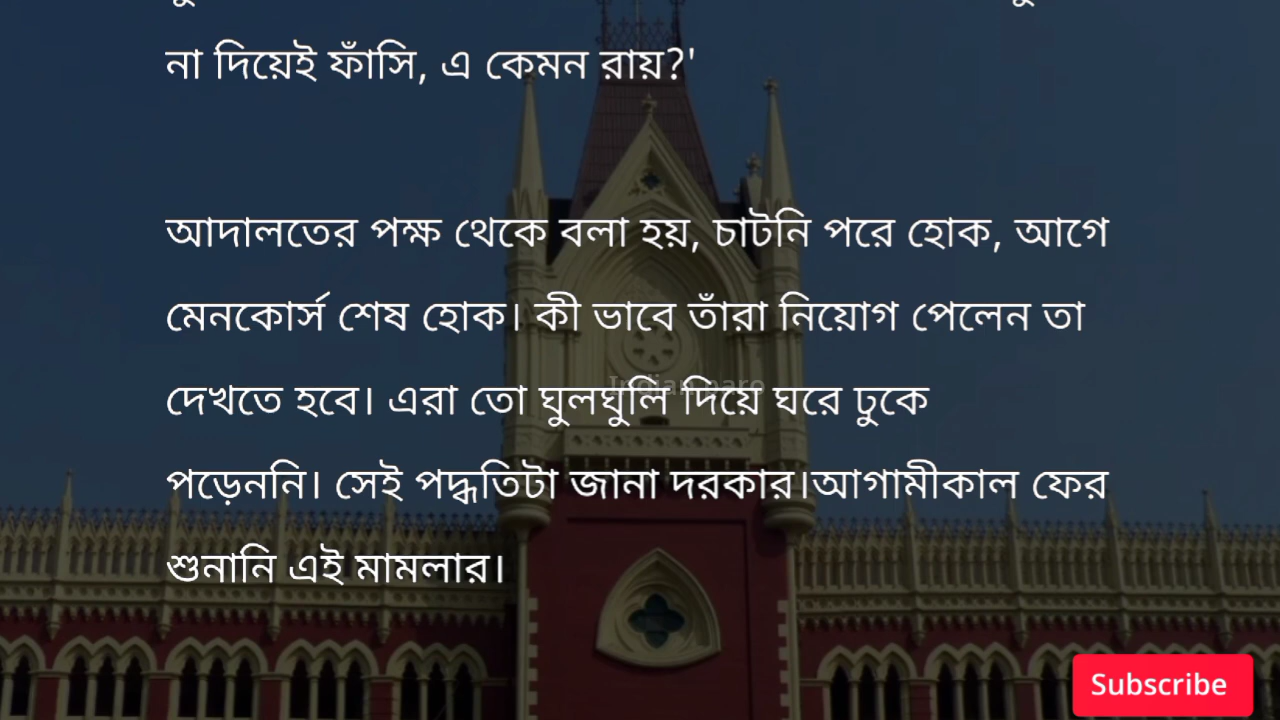 না দিয়েই ফাঁসি, এ কেমন রায়?'
আদালতের পক্ষ থেকে বলা হয়, চাটনি পরে হোক, আগে
মেনকোর্স শেষ হোক। কী ভাবে তাঁরা নিয়োগ পেলেন তা
দেখতে হবে। এরা তো ঘুলঘুলি দিয়ে ঘরে ঢুকে
পড়েননি। সেই পদ্ধতিটা জানা দরকার।আগামীকাল ফের
শুনানি এই মামলার।
Subscribe